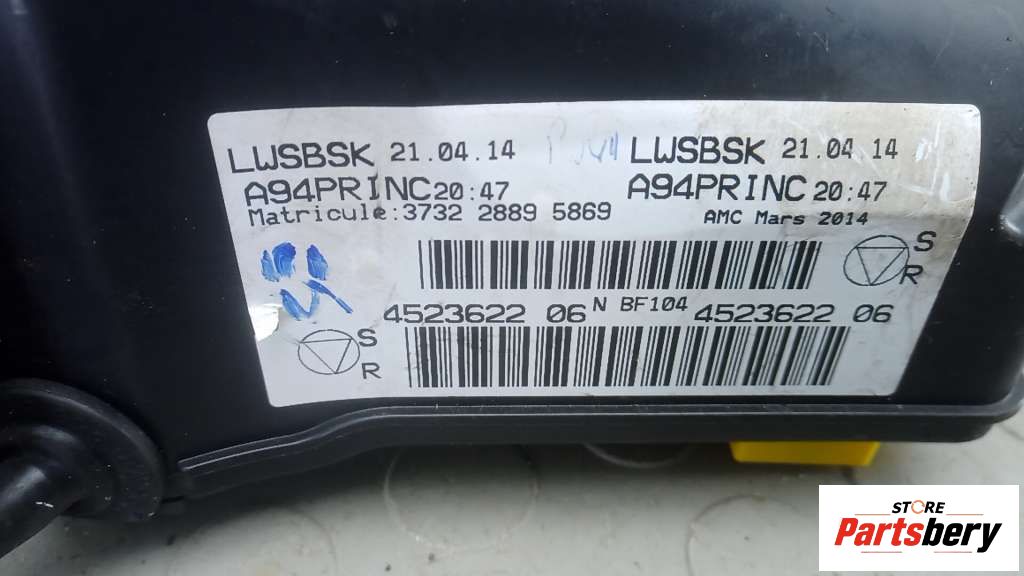 LWSBSK 21.04.14 LWSBSK 21.04 14
A94PRINC 20:47 A94PRINC 20:47
Matricule:3732 2889 5869 AMC Mars 2014
S
R
4523622 06 N BF104 4523622 06
S
R
STORE
Partsbery